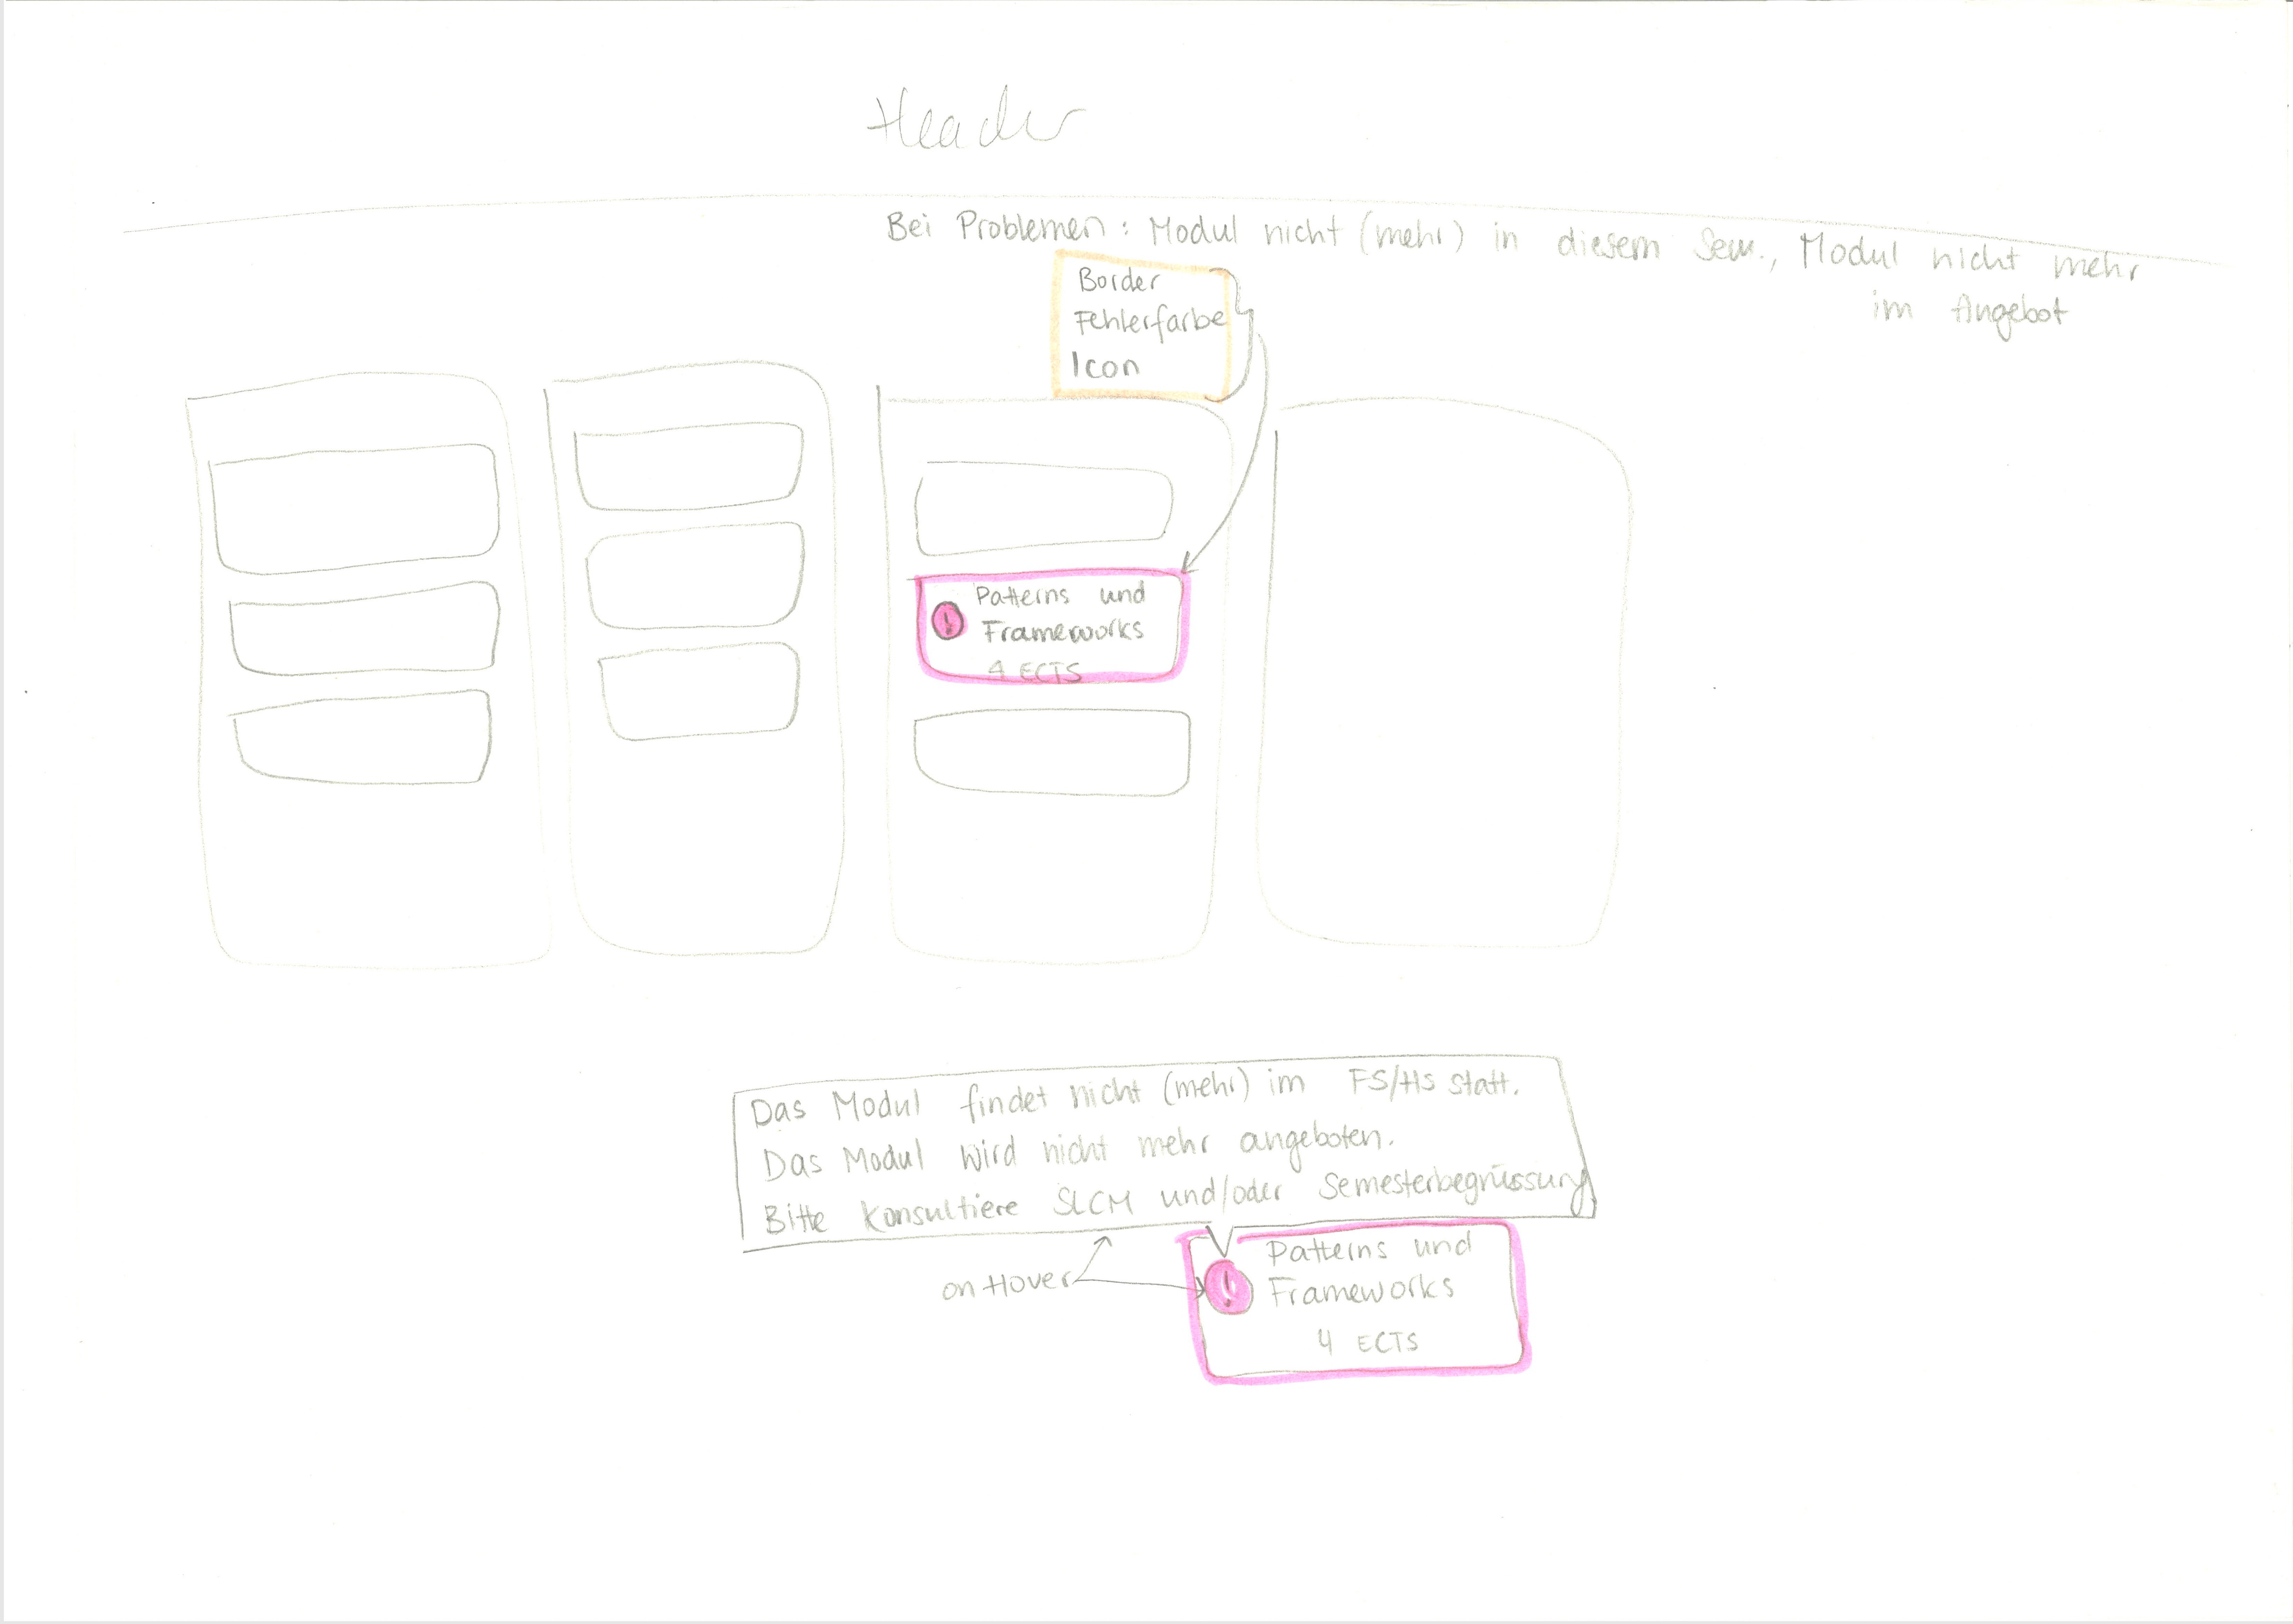 Header
Bei Problemen: Modul nicht (mehr) in diesem Sem., Modul nicht mehr
im Angebot
Border
Fehlerfarbe
Icon
! Patterns und
Frameworks
4 ECTS
Das Modul findet nicht (mehr) im FS/HS statt.
Das Modul wird nicht mehr angeboten.
Bitte Konsultiere SLCM und/oder Semesterbegrüssung
on Hover
! Patterns und
Frameworks
4 ECTS